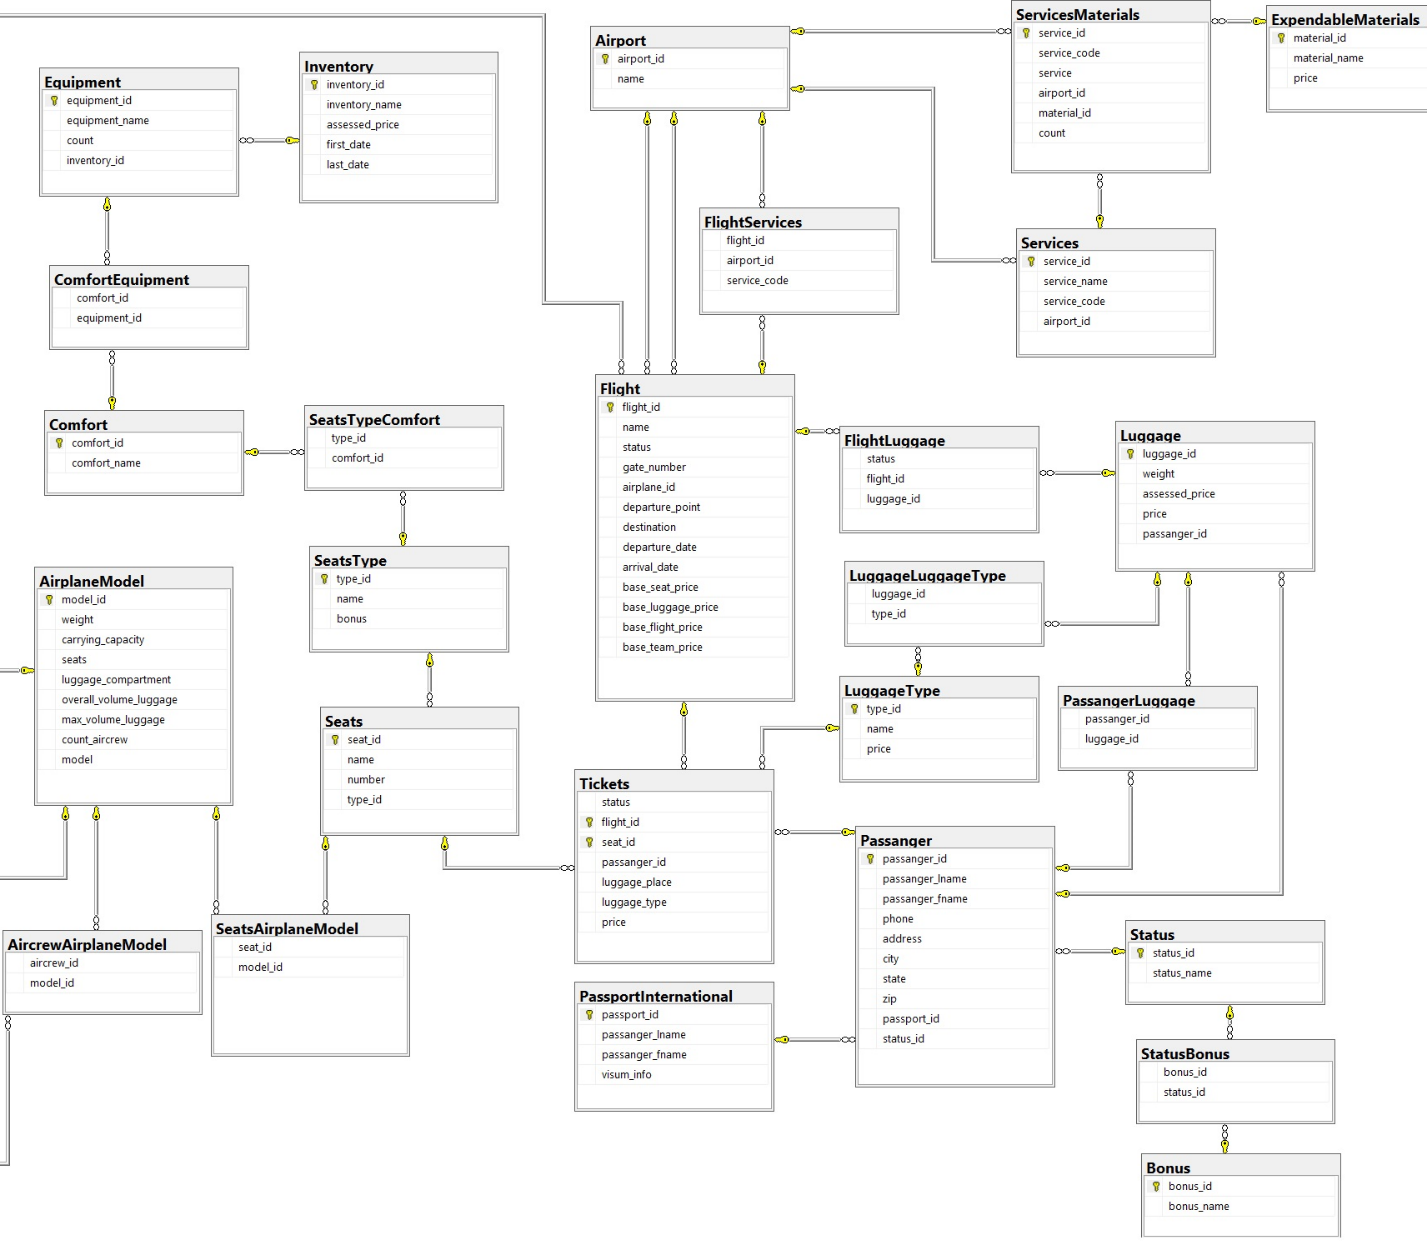 Equipment
equipment_id
equipment_name
count
inventory_id
Inventory
inventory_id
inventory_name
assessed_price
first_date
last_date
Airport
airport_id
name
ServicesMaterials
service_id
service_code
service
airport_id
material_id
count
ExpendableMaterials
material_id
material_name
price
FlightServices
flight_id
airport_id
service_code
Services
service_id
service_name
service_code
airport_id
ComfortEquipment
comfort_id
equipment_id
Comfort
comfort_id
comfort_name
SeatsTypeComfort
type_id
comfort_id
Flight
flight_id
name
status
gate_number
airplane_id
departure_point
destination
departure_date
arrival_date
base_seat_price
base_luggage_price
base_flight_price
base_team_price
FlightLuggage
status
flight_id
luggage_id
Luggage
luggage_id
weight
assessed_price
price
passanger_id
SeatsType
type_id
name
bonus
LuggageLuggageType
luggage_id
type_id
AirplaneModel
model_id
weight
carrying_capacity
seats
luggage_compartment
overall_volume_luggage
max_volume_luggage
count_aircrew
model
LuggageType
type_id
name
price
PassangerLuggage
passanger_id
luggage_id
Seats
seat_id
name
number
type_id
Tickets
status
flight_id
seat_id
passanger_id
luggage_place
luggage_type
price
Passanger
passanger_id
passanger_lname
passanger_fname
phone
address
city
state
zip
passport_id
status_id
AircrewAirplaneModel
aircrew_id
model_id
SeatsAirplaneModel
seat_id
model_id
Status
status_id
status_name
PassportInternational
passport_id
passanger_lname
passanger_fname
visum_info
StatusBonus
bonus_id
status_id
Bonus
bonus_id
bonus_name